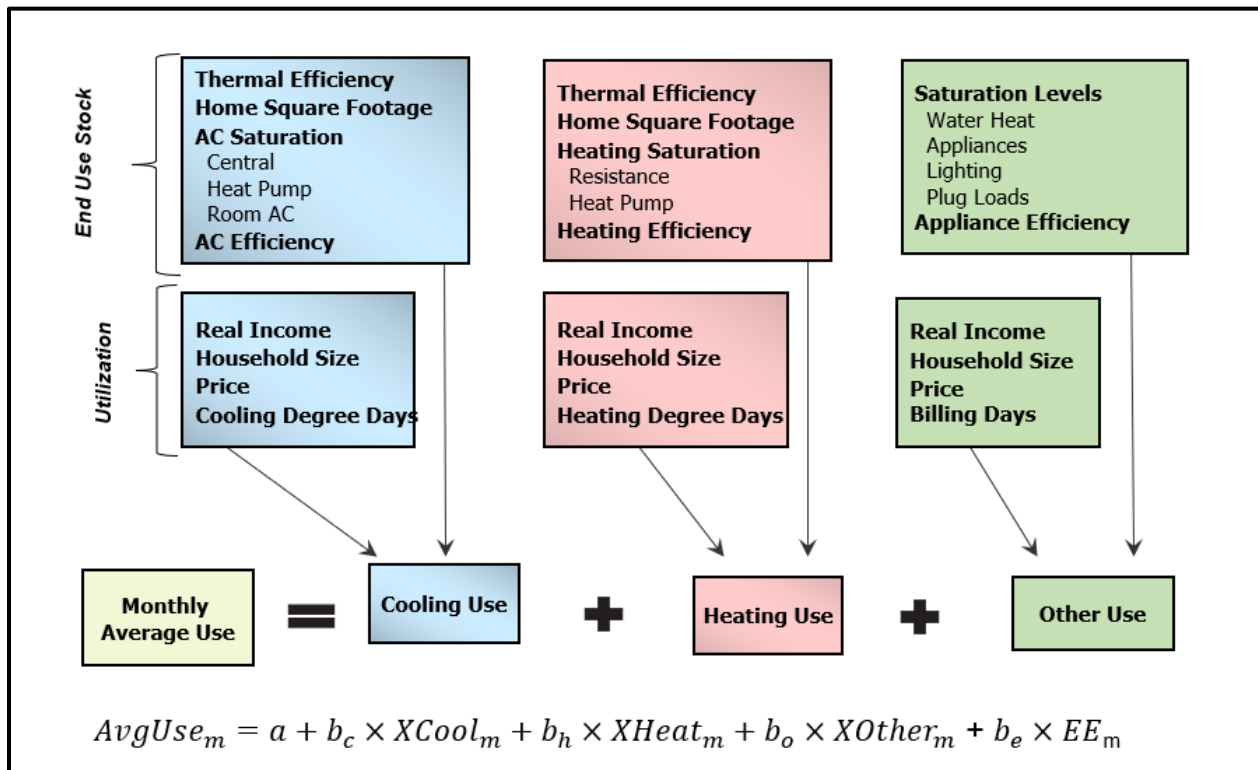 End Use Stock
Thermal Efficiency
Home Square Footage
AC Saturation
Central
Heat Pump
Room AC
AC Efficiency
Thermal Efficiency
Home Square Footage
Heating Saturation
Resistance
Heat Pump
Heating Efficiency
Saturation Levels
Water Heat
Appliances
Lighting
Plug Loads
Appliance Efficiency
Utilization
Real Income
Household Size
Price
Cooling Degree Days
Real Income
Household Size
Price
Heating Degree Days
Real Income
Household Size
Price
Billing Days
Monthly
Average Use
=
Cooling Use
+
Heating Use
+
Other Use
AvgUse_m = a + b_c × XCool_m + b_h × XHeat_m + b_o × XOther_m + b_e × EE_m